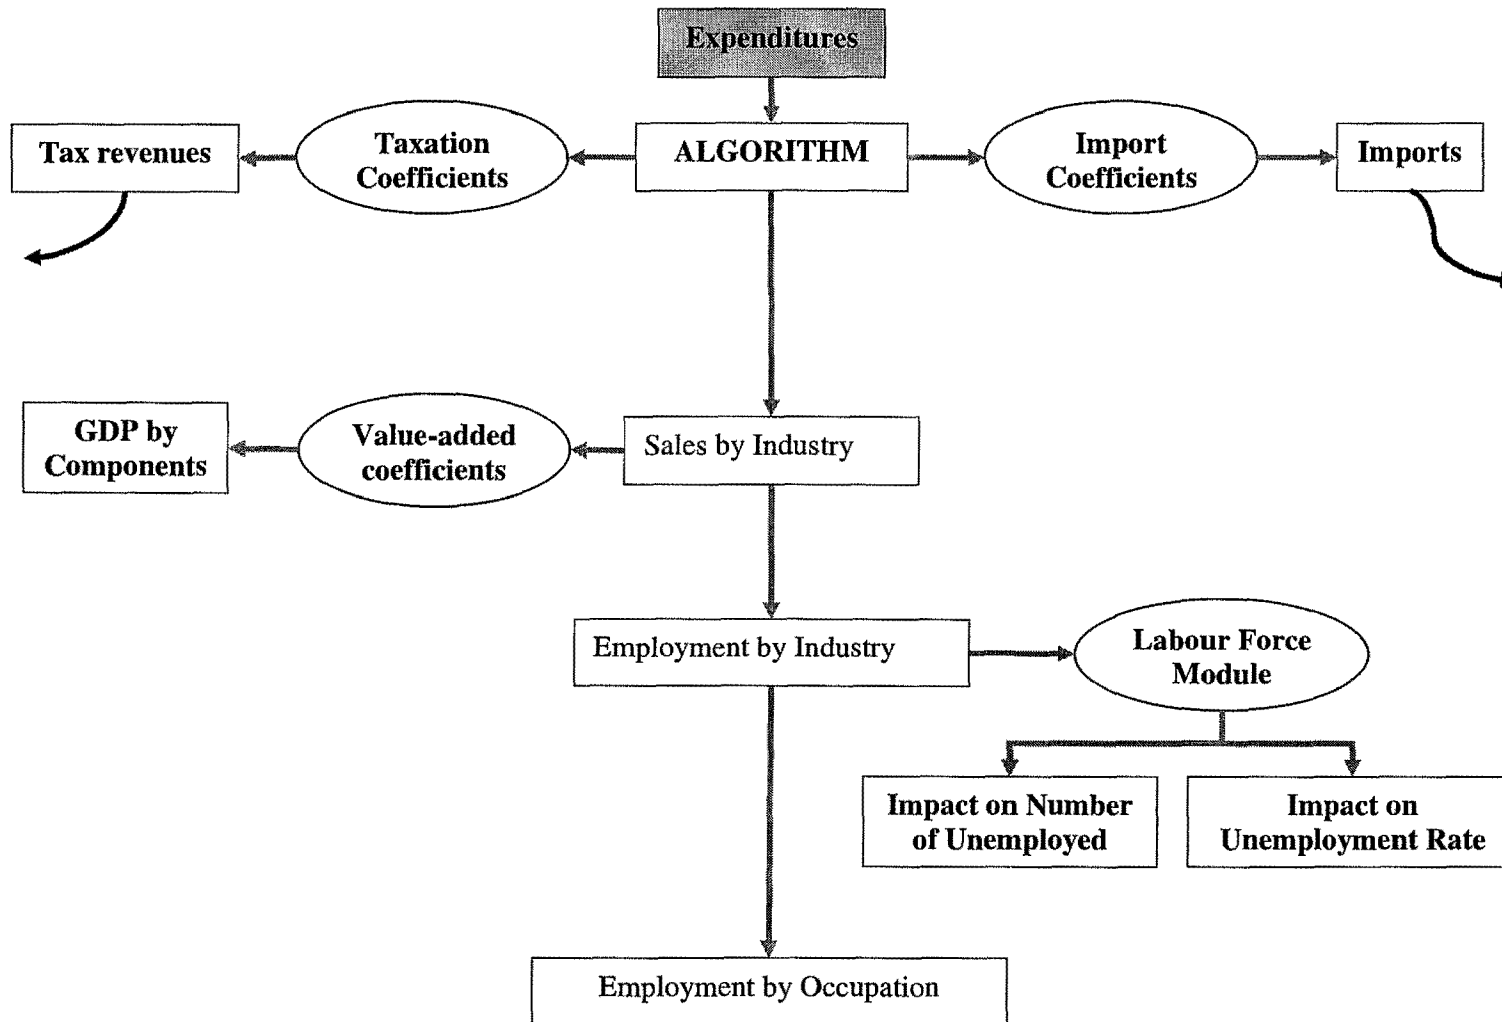 Expenditures
Tax revenues
Taxation
Coefficients
ALGORITHM
Import
Coefficients
Imports
GDP by
Components
Value-added
coefficients
Sales by Industry
Employment by Industry
Labour Force
Module
Impact on Number
of Unemployed
Impact on
Unemployment Rate
Employment by Occupation